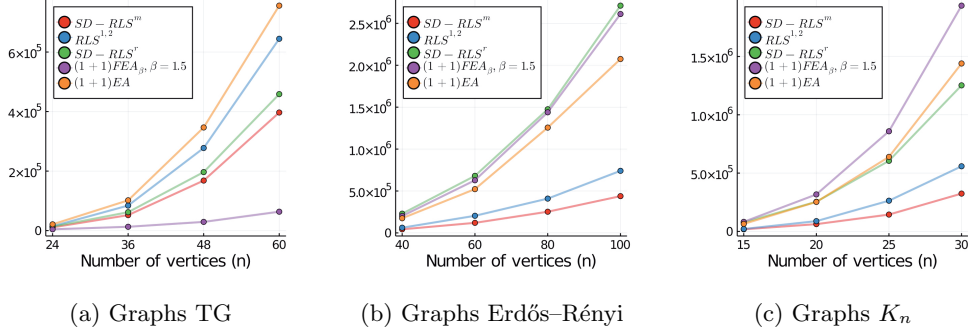 SD − RLS^m
RLS^{1,2}
SD − RLS^r
(1 + 1)FEA_β, β = 1.5
(1 + 1)EA
6×10^5
4×10^5
2×10^5
0
24 36 48 60
Number of vertices (n)
(a) Graphs TG
SD − RLS^m
RLS^{1,2}
SD − RLS^r
(1 + 1)FEA_β, β = 1.5
(1 + 1)EA
2.5×10^6
2.0×10^6
1.5×10^6
1.0×10^6
5.0×10^5
0
40 60 80 100
Number of vertices (n)
(b) Graphs Erdős–Rényi
SD − RLS^m
RLS^{1,2}
SD − RLS^r
(1 + 1)FEA_β, β = 1.5
(1 + 1)EA
1.5×10^6
1.0×10^6
5.0×10^5
0
15 20 25 30
Number of vertices (n)
(c) Graphs K_n